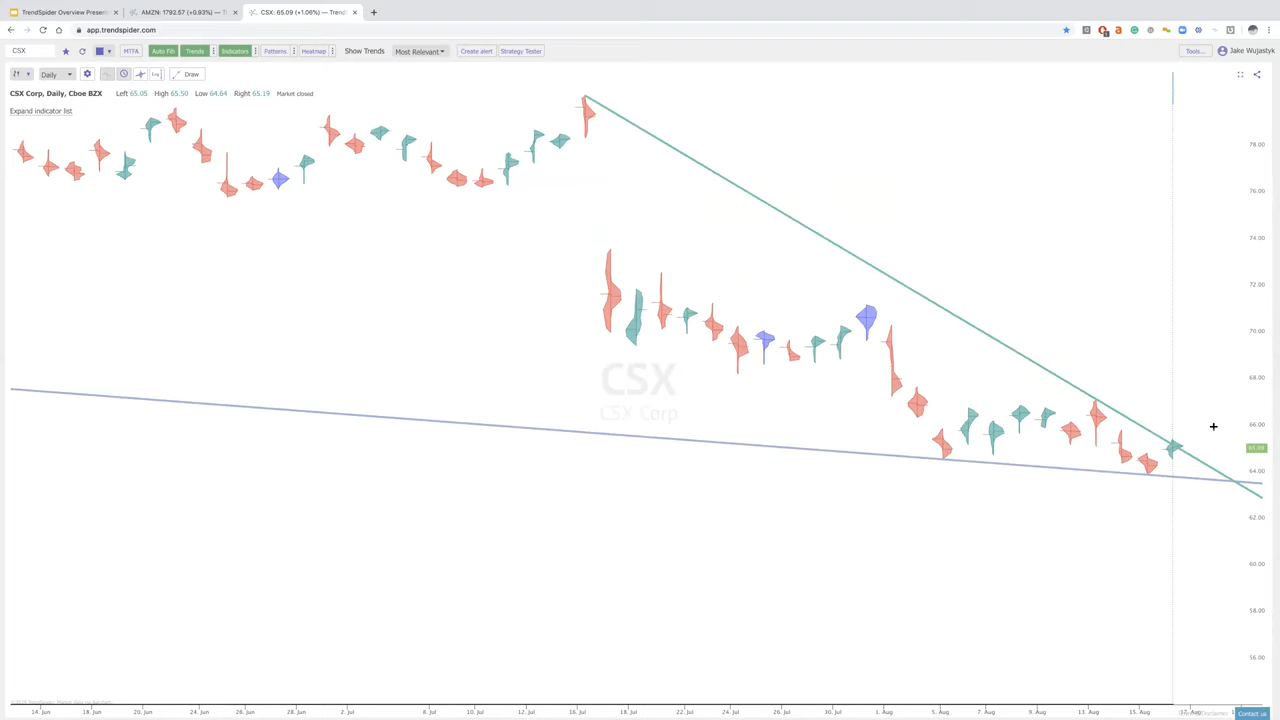 TrendSpider Overview Present
AMZN: 1792.57 (+0.93%) — T
CSX: 65.09 (+1.06%) — Trend
app.trendspider.com
CSX
MTFA
Auto Fib
Trends
Indicators
Patterns
Heatmap
Show Trends
Most Relevant
Create alert
Strategy Tester
Tools...
Jake Wujastyk
Daily
Log
Draw
CSX Corp, Daily, Cboe BZX Left 65.05 High 65.50 Low 64.64 Right 65.19 Market closed
Expand indicator list
78.00
76.00
74.00
72.00
70.00
68.00
66.00
64.00
62.00
60.00
58.00
56.00
CSX
CSX Corp
14. Jun 18. Jun 20. Jun 24. Jun 26. Jun 28. Jun 2. Jul 8. Jul 10. Jul 12. Jul 16. Jul 18. Jul 22. Jul 24. Jul 26. Jul 30. Jul 1. Aug 5. Aug 7. Aug 9. Aug 13. Aug 15. Aug
Contact us